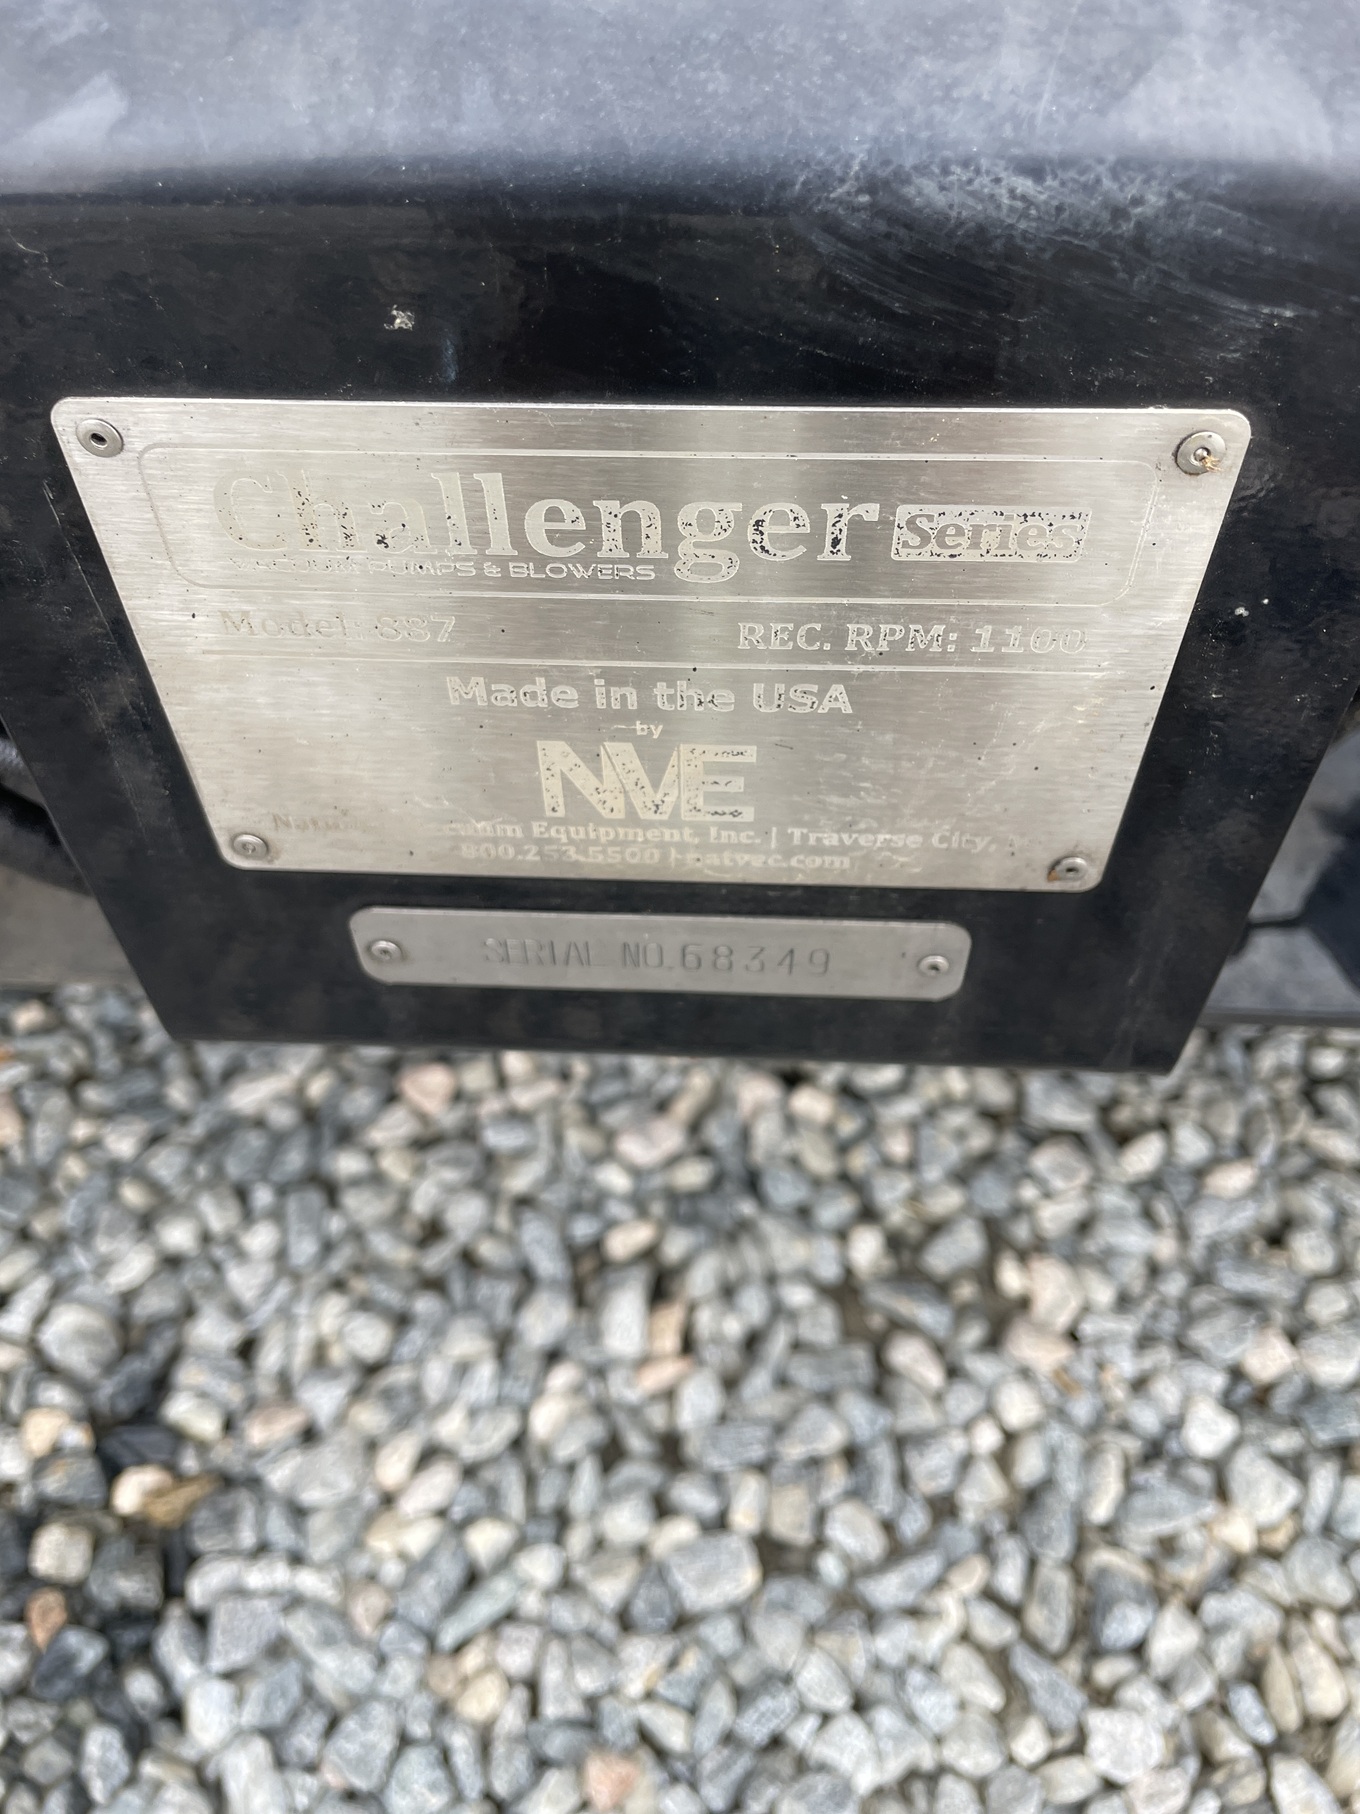 Challenger Series
VACUUM PUMPS & BLOWERS
Model: 887 REC. RPM: 1100
Made in the USA
by
NVE
Equipment, Inc. | Traverse City,
800.253.5500 | natvac.com
SERIAL NO. 68349